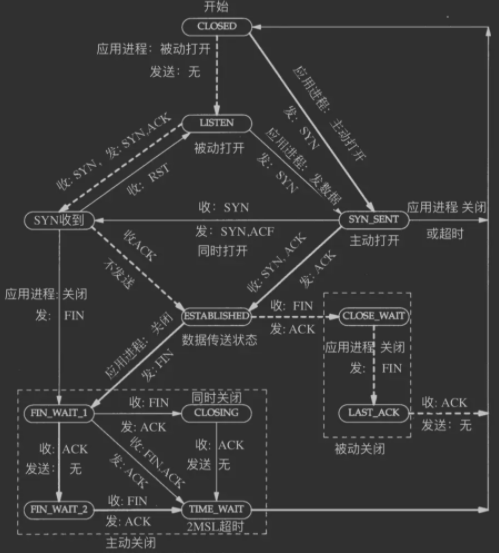 开始
CLOSED
应用进程：被动打开
发送：无
应用进程：主动打开
发：SYN
LISTEN
被动打开
收: SYN，发: SYN,ACK
收：RST
应用进程：发数据
发：SYN
SYN收到
收：SYN
发：SYN,ACF
同时打开
SYN_SENT
主动打开
应用进程 关闭
或超时
收ACK
不发送
收: SYN, ACK
发: ACK
应用进程: 关闭
发: FIN
ESTABLISHED
数据传送状态
收: FIN
发: ACK
CLOSE_WAIT
应用进程 关闭
发: FIN
LAST_ACK
收: ACK
发送: 无
被动关闭
应用进程: 关闭
发: FIN
FIN_WAIT_1
收: FIN
发: ACK
同时关闭
CLOSING
收: ACK
发送: 无
收: FIN,ACK
发: ACK
收: ACK
发送 无
FIN_WAIT_2
收: FIN
发: ACK
TIME_WAIT
2MSL超时
主动关闭